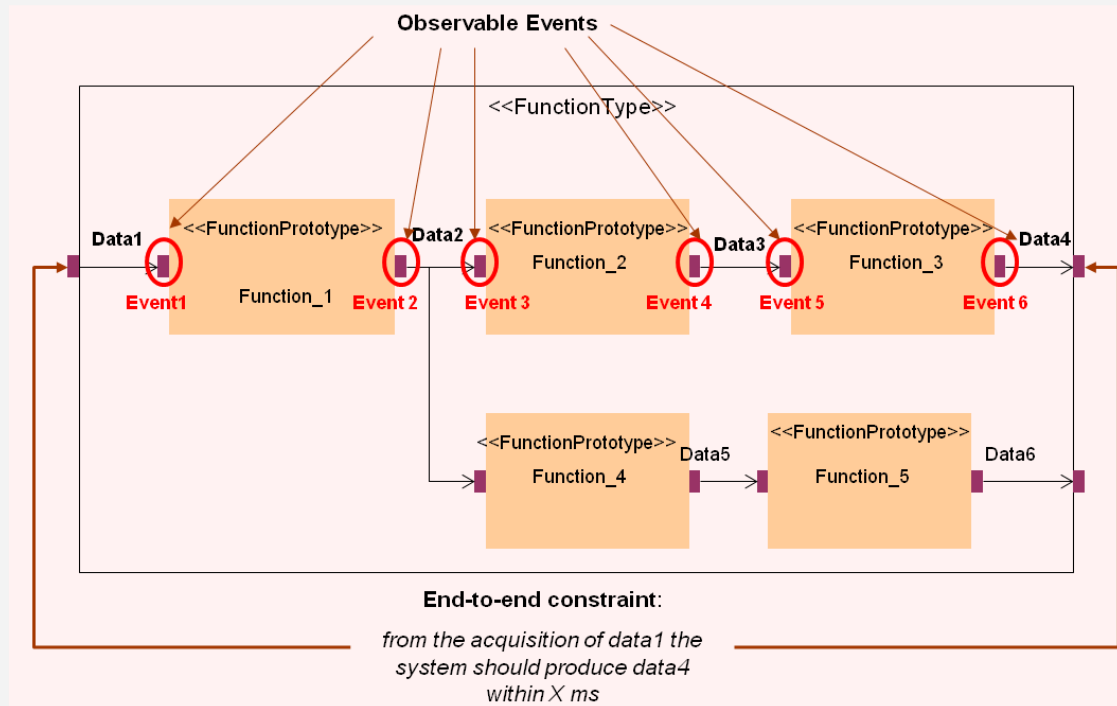 Observable Events
<<FunctionType>>
Data1
<<FunctionPrototype>>
Function_1
Event1
Event 2
Data2
<<FunctionPrototype>>
Function_2
Event 3
Event 4
Data3
<<FunctionPrototype>>
Function_3
Event 5
Event 6
Data4
<<FunctionPrototype>>
Function_4
Data5
<<FunctionPrototype>>
Function_5
Data6
End-to-end constraint:
from the acquisition of data1 the
system should produce data4
within X ms